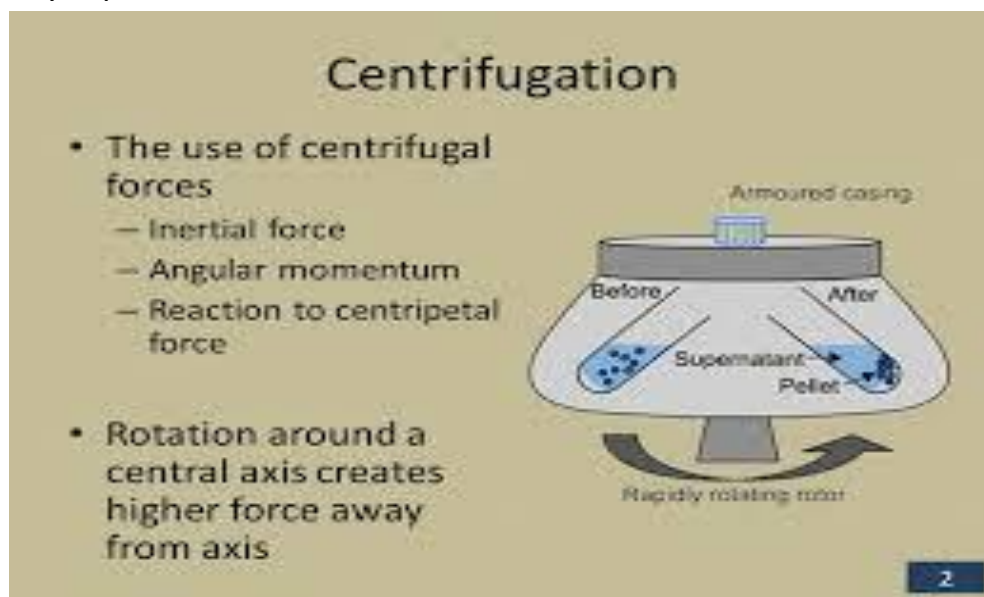 Centrifugation
• The use of centrifugal
forces
– Inertial force
– Angular momentum
– Reaction to centripetal
force
• Rotation around a
central axis creates
higher force away
from axis
Armoured casing
Before
After
Supernatant
Pellet
Rapidly rotating rotor
2